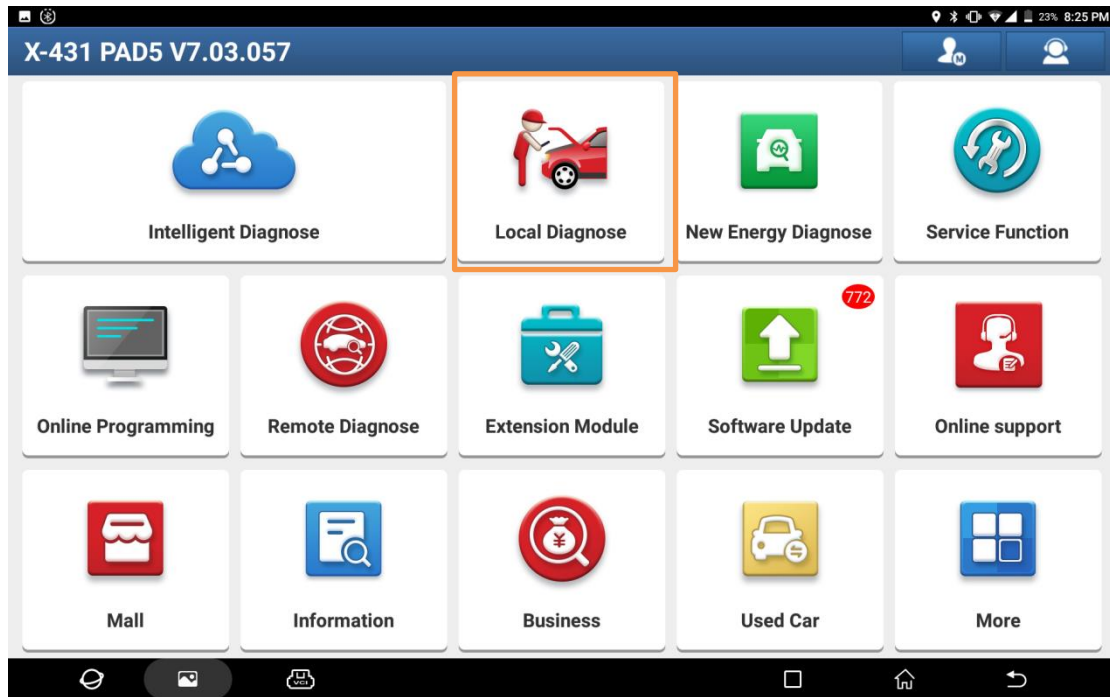 23% 8:25 PM
X-431 PAD5 V7.03.057
M
Intelligent Diagnose
Local Diagnose
New Energy Diagnose
Service Function
772
Online Programming
Remote Diagnose
Extension Module
Software Update
Online support
¥
Mall
Information
Business
Used Car
More
VCI